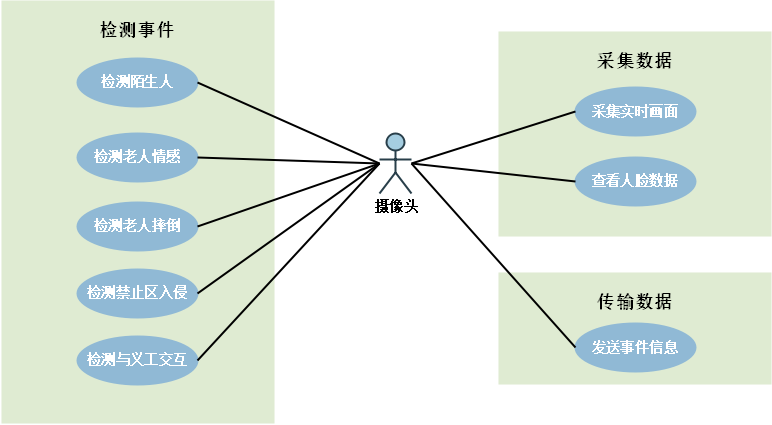 检测事件
检测陌生人
检测老人情感
检测老人摔倒
检测禁止区入侵
检测与义工交互
摄像头
采集数据
采集实时画面
查看人脸数据
传输数据
发送事件信息